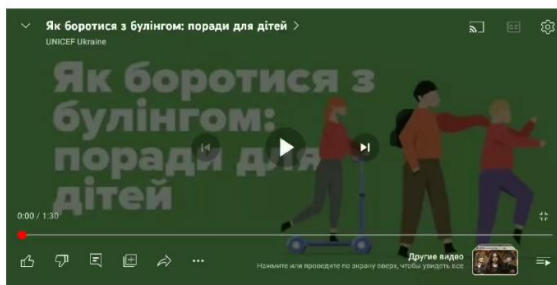 Як боротися з булінгом: поради для дітей
UNICEF Ukraine
Як боротися з
булінгом:
поради для
дітей
0:00 / 1:30
Другие видео
Нажмите или проведите по экрану вверх, чтобы увидеть все